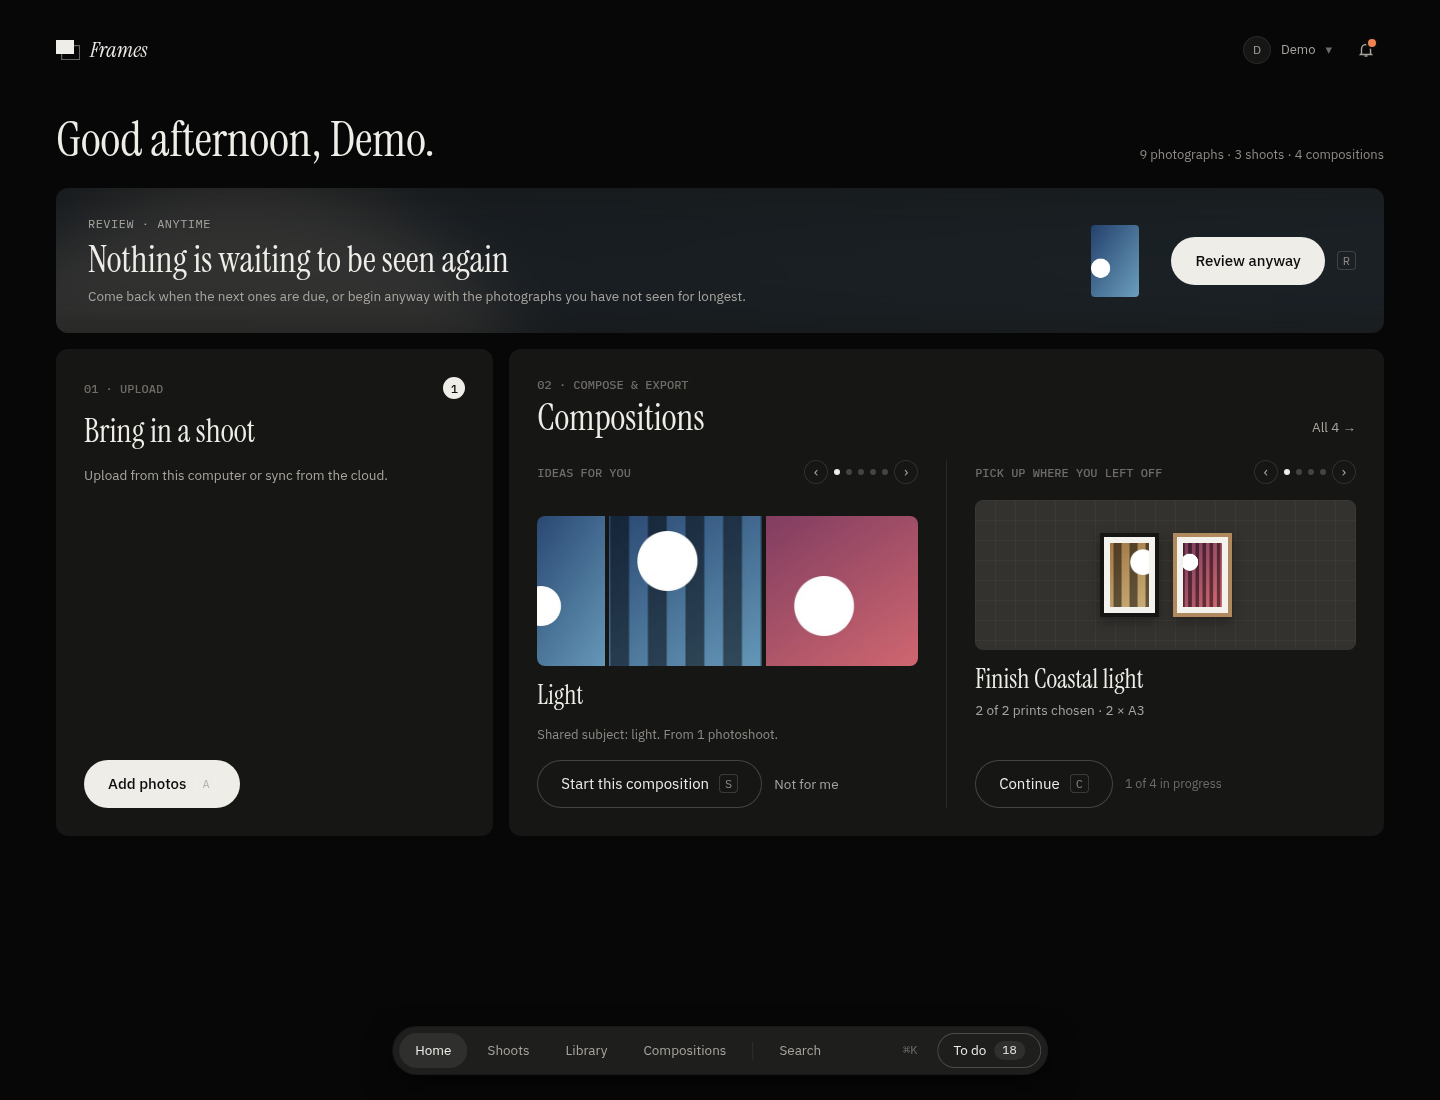 Frames
D Demo ▾
Good afternoon, Demo.
9 photographs · 3 shoots · 4 compositions
REVIEW · ANYTIME
Nothing is waiting to be seen again
Come back when the next ones are due, or begin anyway with the photographs you have not seen for longest.
Review anyway R
01 · UPLOAD 1
Bring in a shoot
Upload from this computer or sync from the cloud.
Add photos A
02 · COMPOSE & EXPORT
Compositions
All 4 →
IDEAS FOR YOU ‹ ›
Light
Shared subject: light. From 1 photoshoot.
Start this composition S Not for me
PICK UP WHERE YOU LEFT OFF ‹ ›
Finish Coastal light
2 of 2 prints chosen · 2 × A3
Continue C 1 of 4 in progress
Home Shoots Library Compositions Search ⌘K To do 18